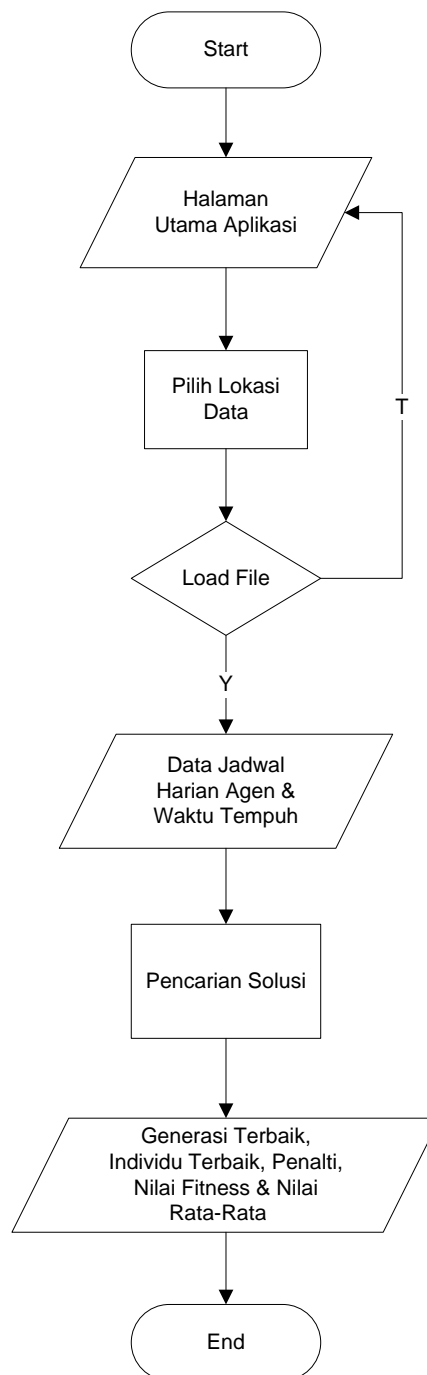 Start
Halaman
Utama Aplikasi
Pilih Lokasi
Data
T
Load File
Y
Data Jadwal
Harian Agen &
Waktu Tempuh
Pencarian Solusi
Generasi Terbaik,
Individu Terbaik, Penalti,
Nilai Fitness & Nilai
Rata-Rata
End